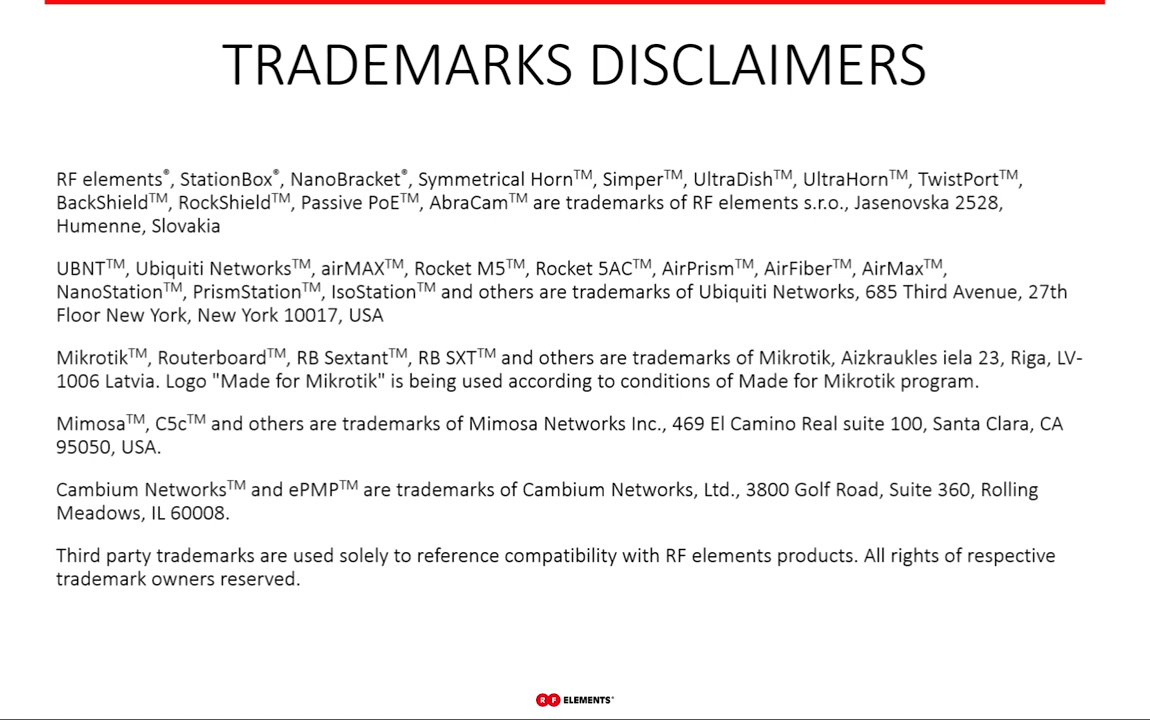 TRADEMARKS DISCLAIMERS
RF elements®, StationBox®, NanoBracket®, Symmetrical Horn™, Simper™, UltraDish™, UltraHorn™, TwistPort™,
BackShield™, RockShield™, Passive PoE™, AbraCam™ are trademarks of RF elements s.r.o., Jasenovska 2528,
Humenne, Slovakia
UBNT™, Ubiquiti Networks™, airMAX™, Rocket M5™, Rocket 5AC™, AirPrism™, AirFiber™, AirMax™,
NanoStation™, PrismStation™, IsoStation™ and others are trademarks of Ubiquiti Networks, 685 Third Avenue, 27th
Floor New York, New York 10017, USA
Mikrotik™, Routerboard™, RB Sextant™, RB SXT™ and others are trademarks of Mikrotik, Aizkraukles iela 23, Riga, LV-
1006 Latvia. Logo "Made for Mikrotik" is being used according to conditions of Made for Mikrotik program.
Mimosa™, C5c™ and others are trademarks of Mimosa Networks Inc., 469 El Camino Real suite 100, Santa Clara, CA
95050, USA.
Cambium Networks™ and ePMP™ are trademarks of Cambium Networks, Ltd., 3800 Golf Road, Suite 360, Rolling
Meadows, IL 60008.
Third party trademarks are used solely to reference compatibility with RF elements products. All rights of respective
trademark owners reserved.
RF ELEMENTS®